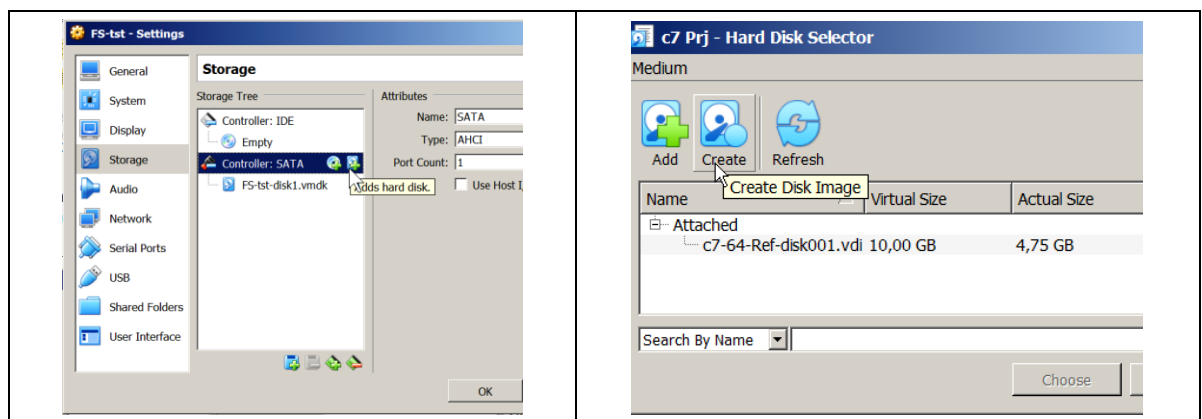 FS-tst - Settings
General
System
Display
Storage
Audio
Network
Serial Ports
USB
Shared Folders
User Interface
Storage
Storage Tree
Controller: IDE
Empty
Controller: SATA
FS-tst-disk1.vmdk
Adds hard disk.
Attributes
Name: SATA
Type: AHCI
Port Count: 1
Use Host I
OK
c7 Prj - Hard Disk Selector
Medium
Add Create Refresh
Create Disk Image
Name Virtual Size Actual Size
Attached
c7-64-Ref-disk001.vdi 10,00 GB 4,75 GB
Search By Name
Choose